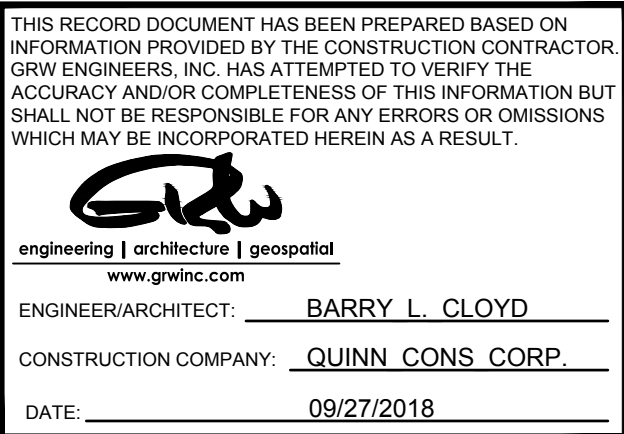 THIS RECORD DOCUMENT HAS BEEN PREPARED BASED ON
INFORMATION PROVIDED BY THE CONSTRUCTION CONTRACTOR.
GRW ENGINEERS, INC. HAS ATTEMPTED TO VERIFY THE
ACCURACY AND/OR COMPLETENESS OF THIS INFORMATION BUT
SHALL NOT BE RESPONSIBLE FOR ANY ERRORS OR OMISSIONS
WHICH MAY BE INCORPORATED HEREIN AS A RESULT.
GRW
engineering | architecture | geospatial
www.grwinc.com
ENGINEER/ARCHITECT: BARRY L. CLOYD
CONSTRUCTION COMPANY: QUINN CONS CORP.
DATE: 09/27/2018